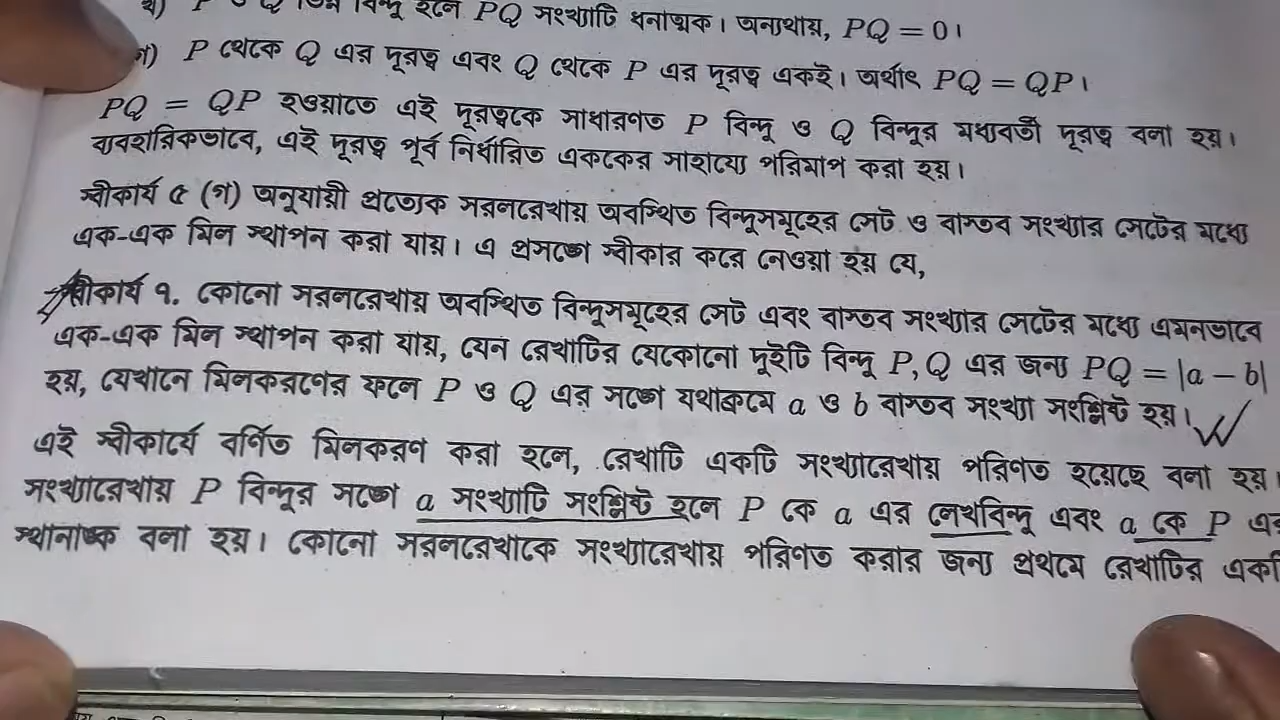 বিন্দু হলে PQ সংখ্যাটি ধনাত্মক। অন্যথায়, PQ = 0।
গ) P থেকে Q এর দূরত্ব এবং Q থেকে P এর দূরত্ব একই। অর্থাৎ PQ = QP।
PQ = QP হওয়াতে এই দূরত্বকে সাধারণত P বিন্দু ও Q বিন্দুর মধ্যবর্তী দূরত্ব বলা হয়।
ব্যবহারিকভাবে, এই দূরত্ব পূর্ব নির্ধারিত এককের সাহায্যে পরিমাপ করা হয়।
স্বীকার্য ৫ (গ) অনুযায়ী প্রত্যেক সরলরেখায় অবস্থিত বিন্দুসমূহের সেট ও বাস্তব সংখ্যার সেটের মধ্যে
এক-এক মিল স্থাপন করা যায়। এ প্রসঙ্গে স্বীকার করে নেওয়া হয় যে,
স্বীকার্য ৭. কোনো সরলরেখায় অবস্থিত বিন্দুসমূহের সেট এবং বাস্তব সংখ্যার সেটের মধ্যে এমনভাবে
এক-এক মিল স্থাপন করা যায়, যেন রেখাটির যেকোনো দুইটি বিন্দু P, Q এর জন্য PQ = |a − b|
হয়, যেখানে মিলকরণের ফলে P ও Q এর সঙ্গে যথাক্রমে a ও b বাস্তব সংখ্যা সংশ্লিষ্ট হয়।
এই স্বীকার্যে বর্ণিত মিলকরণ করা হলে, রেখাটি একটি সংখ্যারেখায় পরিণত হয়েছে বলা হয়।
সংখ্যারেখায় P বিন্দুর সঙ্গে a সংখ্যাটি সংশ্লিষ্ট হলে P কে a এর লেখবিন্দু এবং a কে P এর
স্থানাঙ্ক বলা হয়। কোনো সরলরেখাকে সংখ্যারেখায় পরিণত করার জন্য প্রথমে রেখাটির একটি